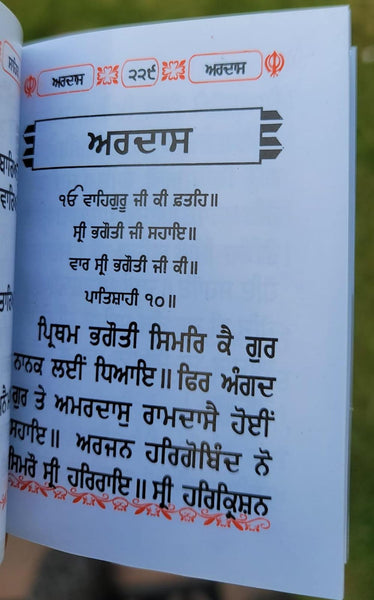 ਅਰਦਾਸ ੨੨੯ ਅਰਦਾਸ
ਅਰਦਾਸ
ੴ ਵਾਹਿਗੁਰੂ ਜੀ ਕੀ ਫ਼ਤਹਿ॥
ਸ੍ਰੀ ਭਗੌਤੀ ਜੀ ਸਹਾਇ॥
ਵਾਰ ਸ੍ਰੀ ਭਗੌਤੀ ਜੀ ਕੀ॥
ਪਾਤਿਸ਼ਾਹੀ ੧੦॥
ਪ੍ਰਿਥਮ ਭਗੌਤੀ ਸਿਮਰਿ ਕੈ ਗੁਰ
ਨਾਨਕ ਲਈਂ ਧਿਆਇ॥ ਫਿਰ ਅੰਗਦ
ਗੁਰ ਤੇ ਅਮਰਦਾਸੁ ਰਾਮਦਾਸੈ ਹੋਈਂ
ਸਹਾਇ॥ ਅਰਜਨ ਹਰਿਗੋਬਿੰਦ ਨੋ
ਸਿਮਰੌ ਸ੍ਰੀ ਹਰਿਰਾਇ॥ ਸ੍ਰੀ ਹਰਿਕ੍ਰਿਸ਼ਨ